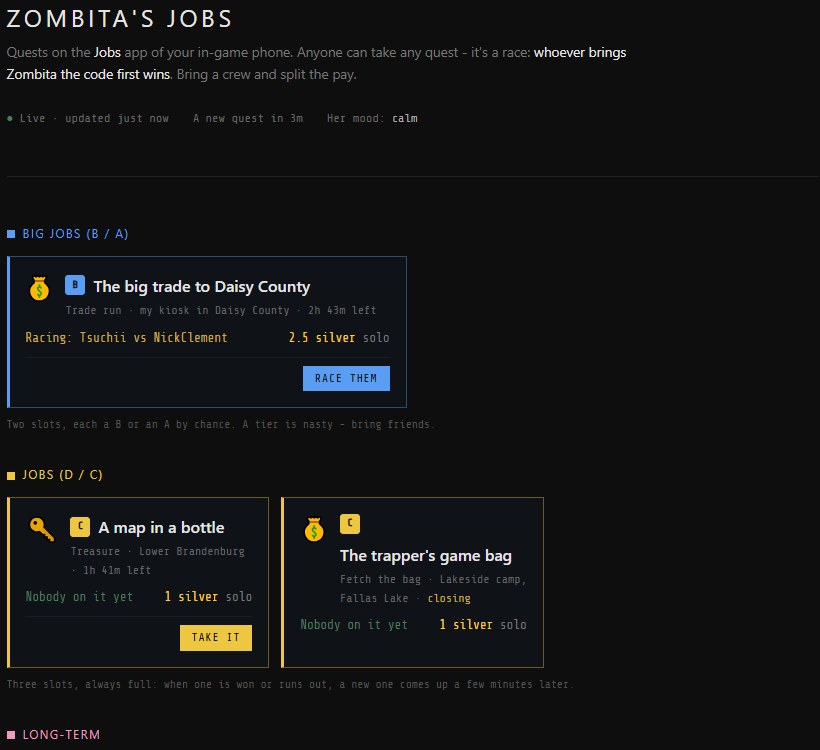 ZOMBITA'S JOBS
Quests on the Jobs app of your in-game phone. Anyone can take any quest - it's a race: whoever brings
Zombita the code first wins. Bring a crew and split the pay.
Live · updated just now A new quest in 3m Her mood: calm
BIG JOBS (B / A)
B The big trade to Daisy County
Trade run · my kiosk in Daisy County · 2h 43m left
Racing: Tsuchii vs NickClement 2.5 silver solo
RACE THEM
Two slots, each a B or an A by chance. A tier is nasty - bring friends.
JOBS (D / C)
C A map in a bottle
Treasure · Lower Brandenburg
· 1h 41m left
Nobody on it yet 1 silver solo
TAKE IT
C
The trapper's game bag
Fetch the bag · Lakeside camp,
Fallas Lake · closing
Nobody on it yet 1 silver solo
Three slots, always full: when one is won or runs out, a new one comes up a few minutes later.
LONG-TERM